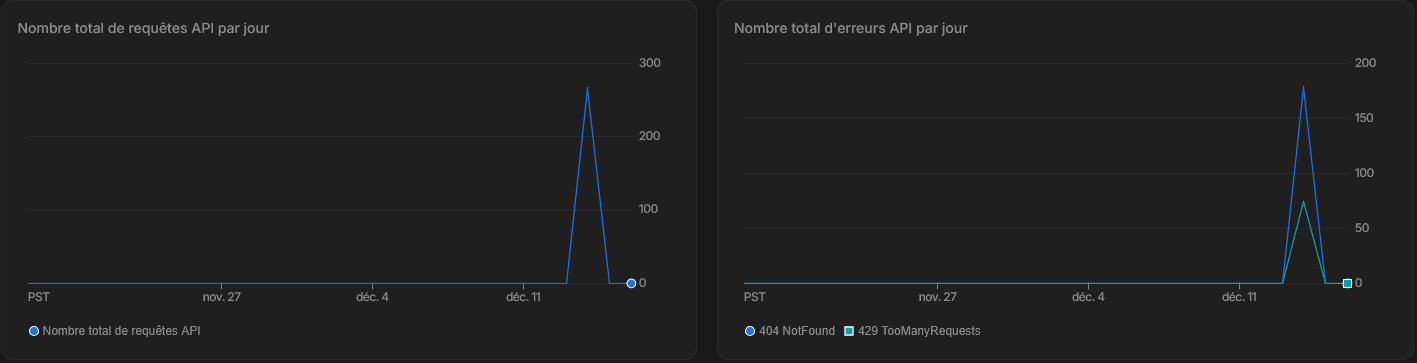 Nombre total de requêtes API par jour
300
200
100
0
PST nov. 27 déc. 4 déc. 11
Nombre total de requêtes API
Nombre total d'erreurs API par jour
200
150
100
50
0
PST nov. 27 déc. 4 déc. 11
404 NotFound 429 TooManyRequests